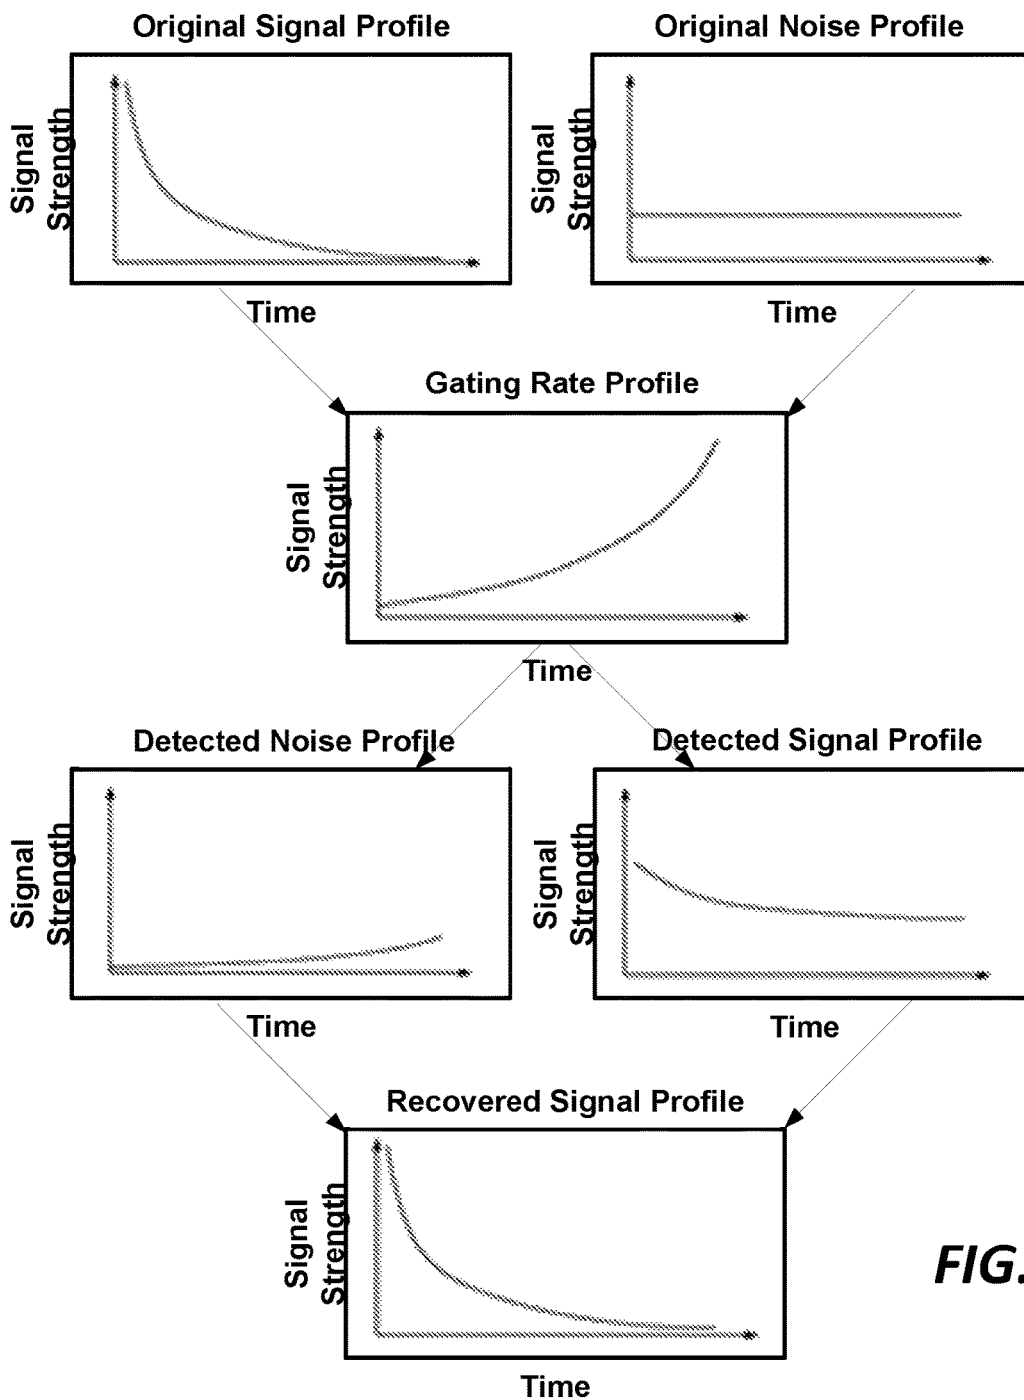 Original Signal Profile
Original Noise Profile
Signal
Strength
Signal
Strength
Time
Time
Gating Rate Profile
Signal
Strength
Time
Detected Noise Profile
Detected Signal Profile
Signal
Strength
Signal
Strength
Time
Time
Recovered Signal Profile
Signal
Strength
Time
FIG.